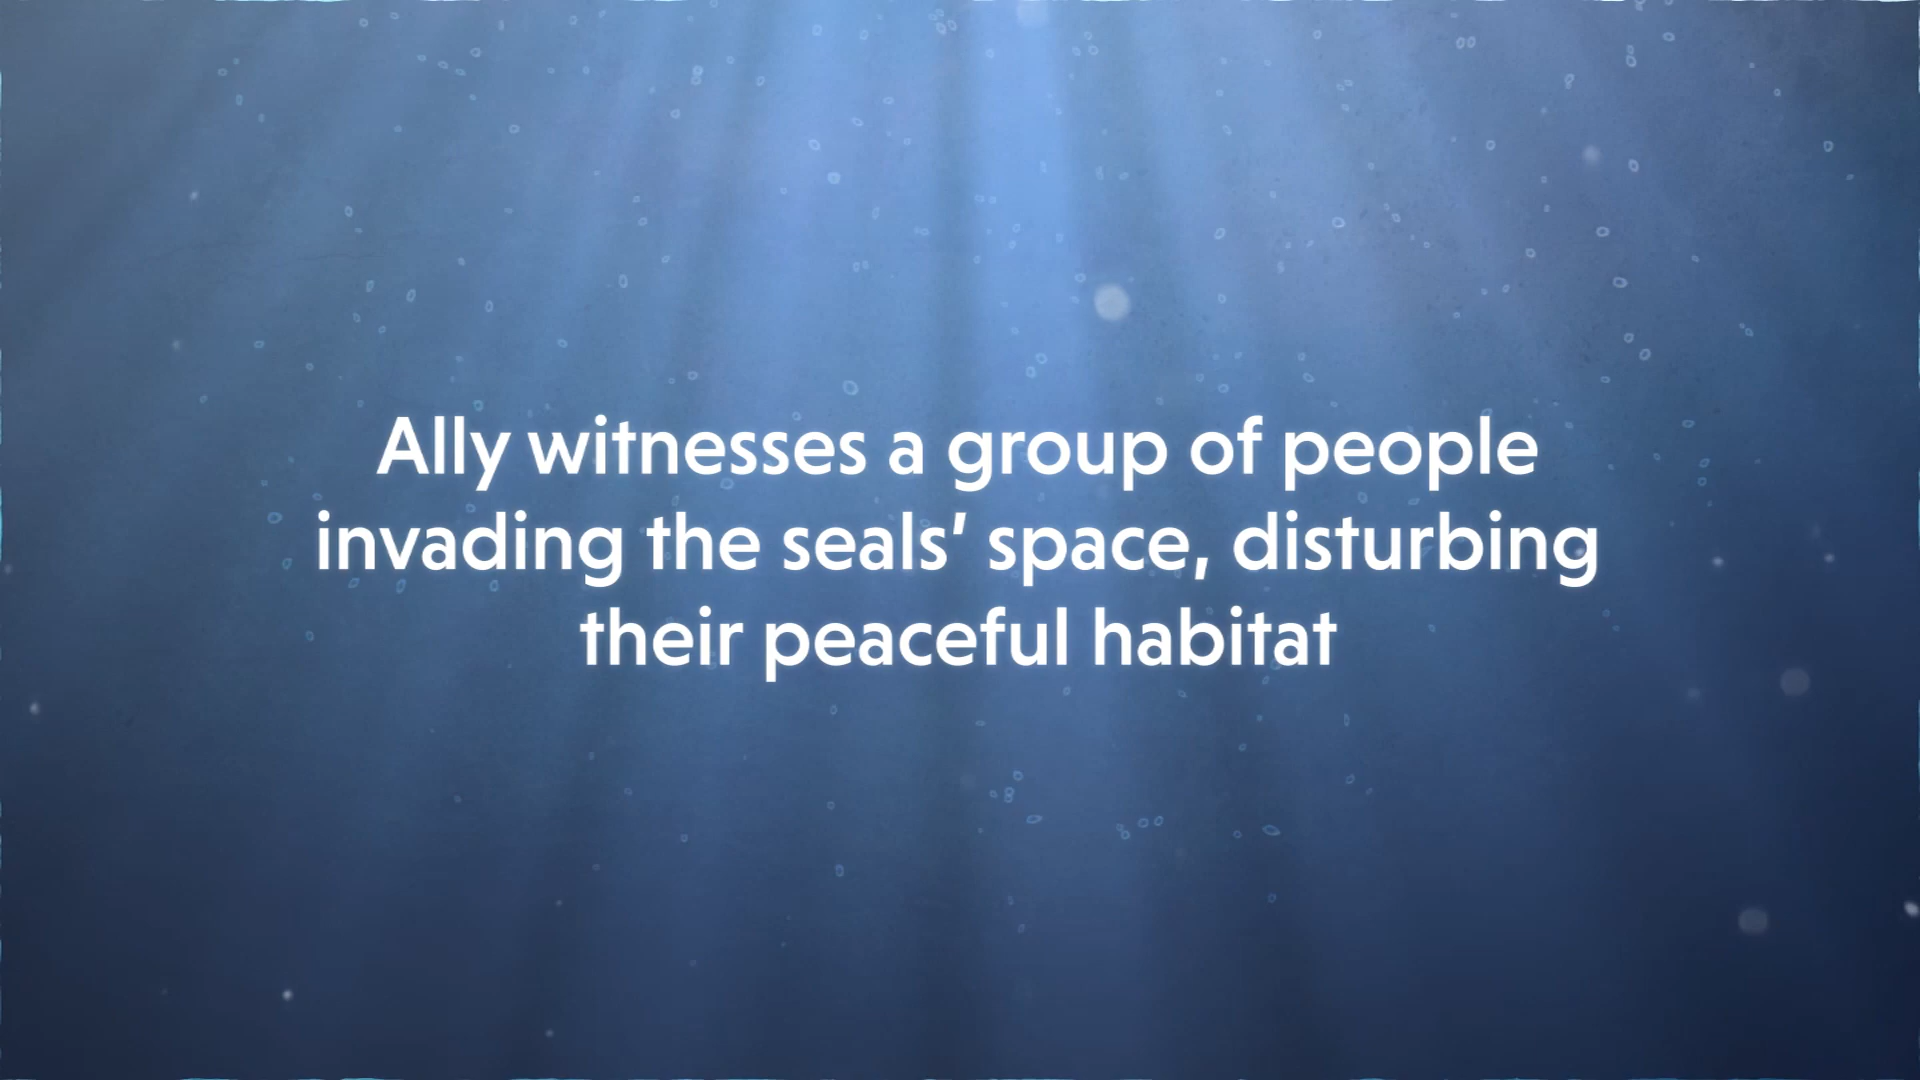 Ally witnesses a group of people
invading the seals’ space, disturbing
their peaceful habitat